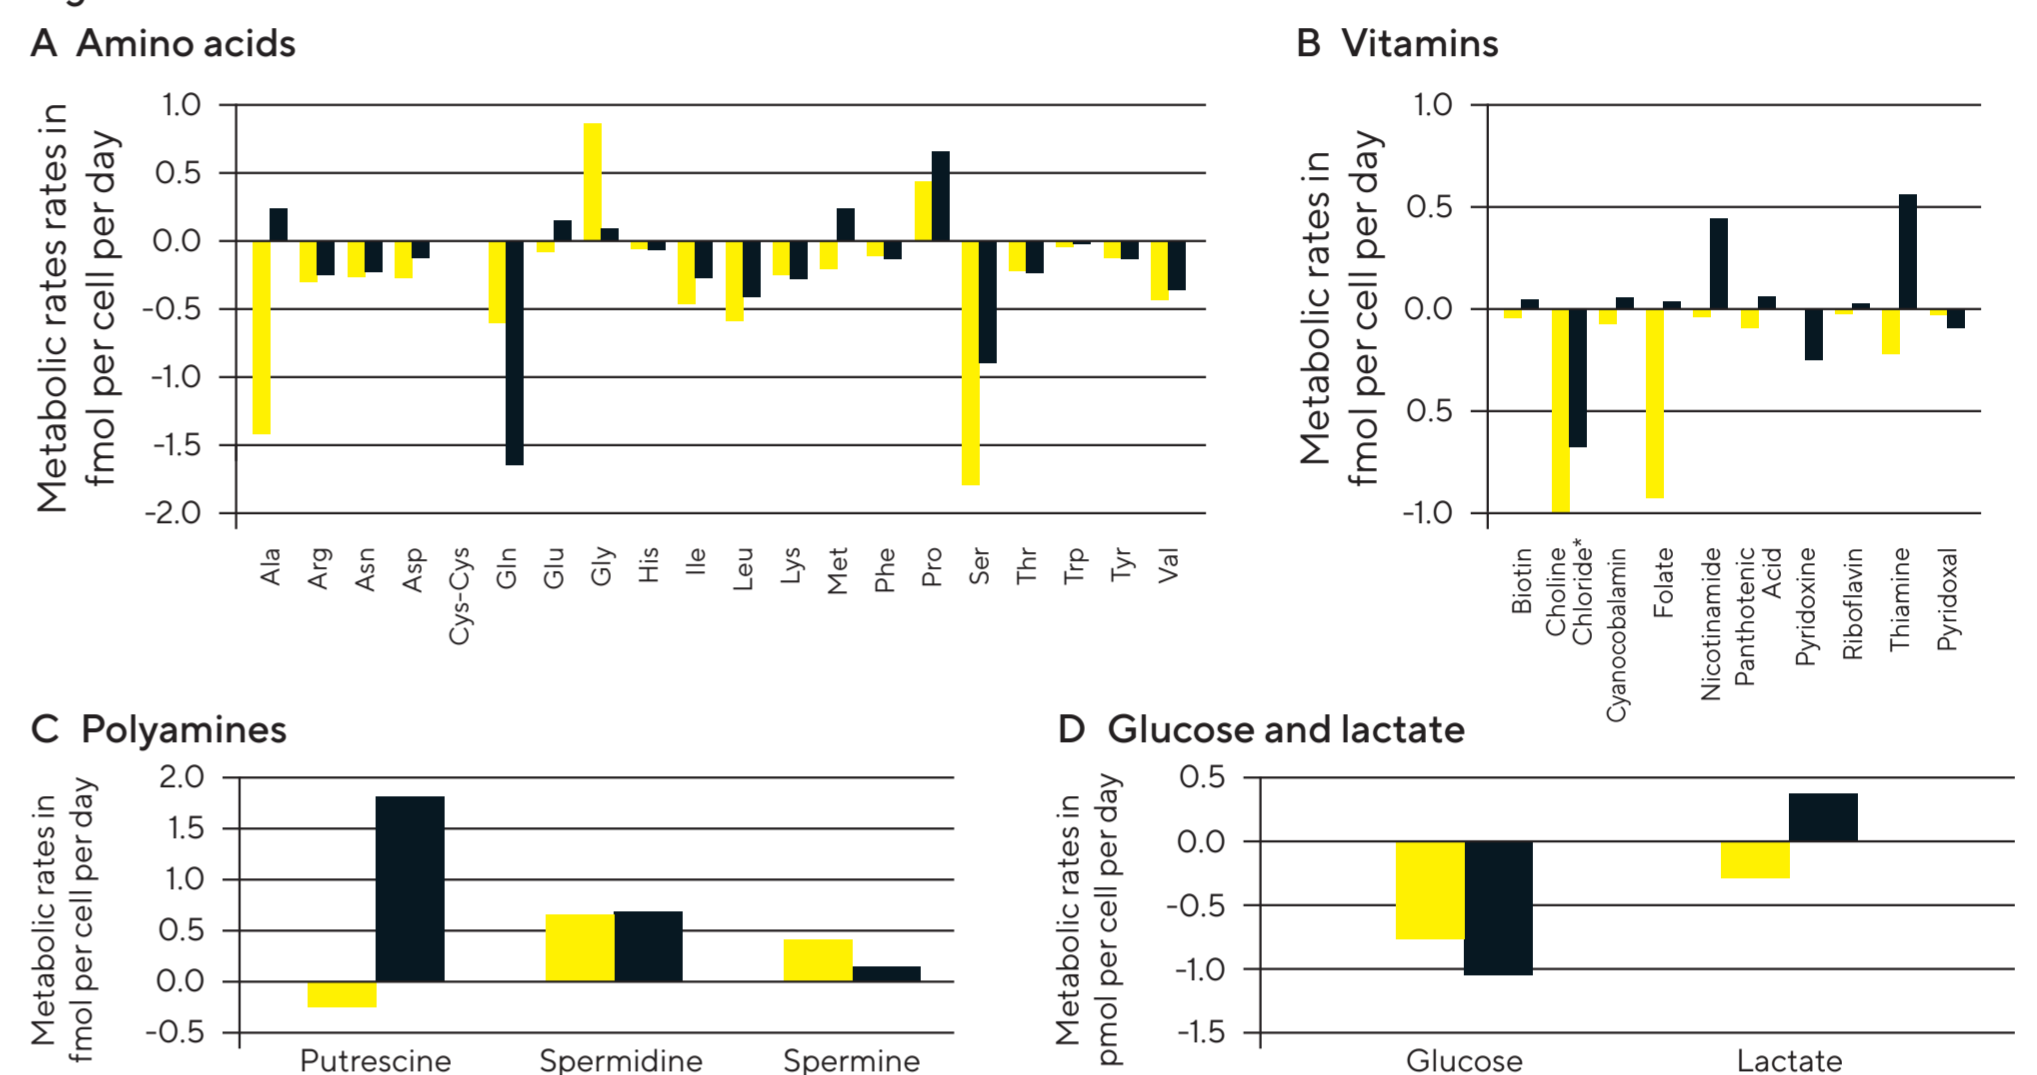 A Amino acids
Metabolic rates rates in
fmol per cell per day
1.0
0.5
0.0
-0.5
-1.0
-1.5
-2.0
Ala
Arg
Asn
Asp
Cys-Cys
Gln
Glu
Gly
His
Ile
Leu
Lys
Met
Phe
Pro
Ser
Thr
Trp
Tyr
Val
B Vitamins
Metabolic rates in
fmol per cell per day
1.0
0.5
0.0
0.5
-1.0
Biotin
Choline
Chloride*
Cyanocobalamin
Folate
Nicotinamide
Panthotenic
Acid
Pyridoxine
Riboflavin
Thiamine
Pyridoxal
C Polyamines
Metabolic rates in
fmol per cell per day
2.0
1.5
1.0
0.5
0.0
-0.5
Putrescine
Spermidine
Spermine
D Glucose and lactate
Metabolic rates in
pmol per cell per day
0.5
0.0
-0.5
-1.0
-1.5
Glucose
Lactate